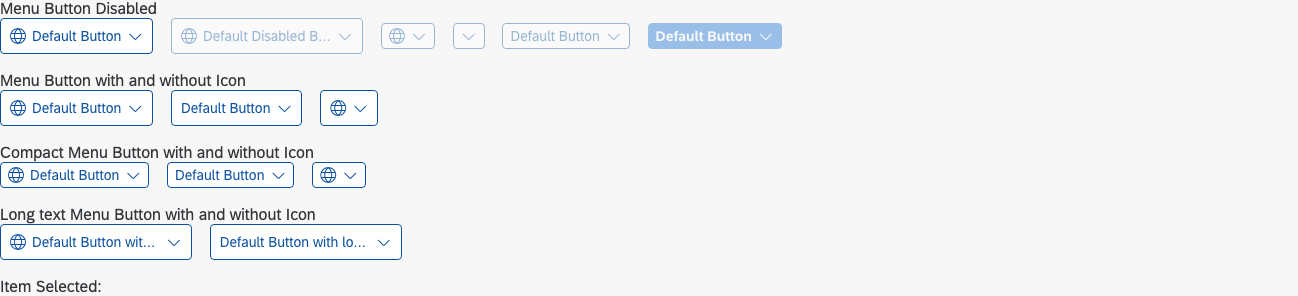 Menu Button Disabled
Default Button Default Disabled B... Default Button Default Button
Menu Button with and without Icon
Default Button Default Button
Compact Menu Button with and without Icon
Default Button Default Button
Long text Menu Button with and without Icon
Default Button wit... Default Button with lo...
Item Selected: